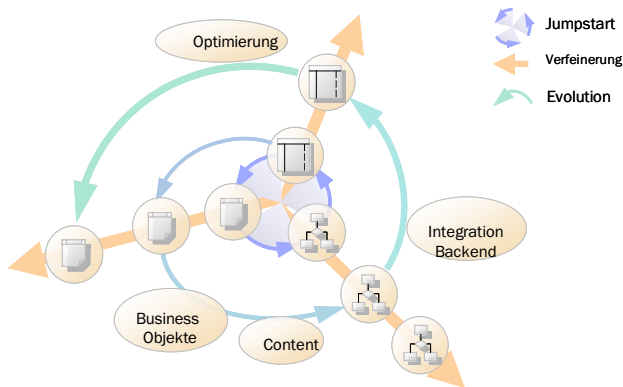 Optimierung
Jumpstart
Verfeinerung
Evolution
Integration
Backend
Business
Objekte
Content